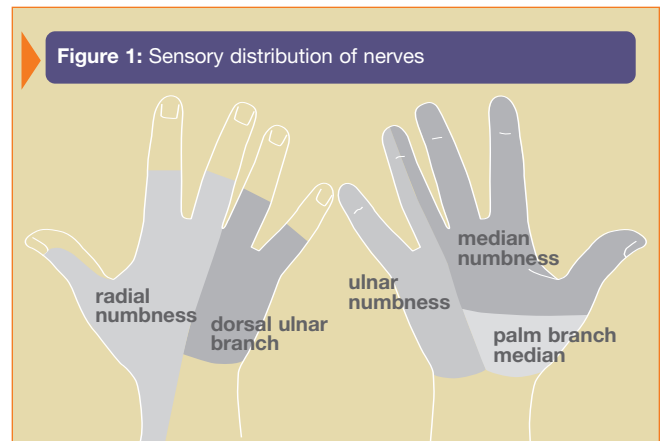 Figure 1: Sensory distribution of nerves
radial
numbness
dorsal ulnar
branch
ulnar
numbness
median
numbness
palm branch
median